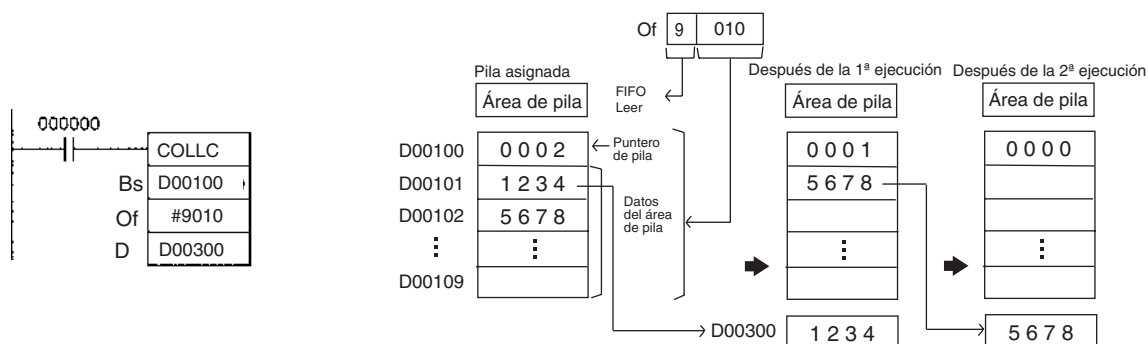 000000
COLLC
Bs D00100
Of #9010
D D00300
Of 9 010
Pila asignada
Área de pila
FIFO
Leer
Después de la 1ª ejecución
Área de pila
Después de la 2ª ejecución
Área de pila
D00100 0 0 0 2
Puntero
de pila
0 0 0 1
0 0 0 0
D00101 1 2 3 4
5 6 7 8
D00102 5 6 7 8
Datos
del área
de pila
D00109
D00300 1 2 3 4
5 6 7 8